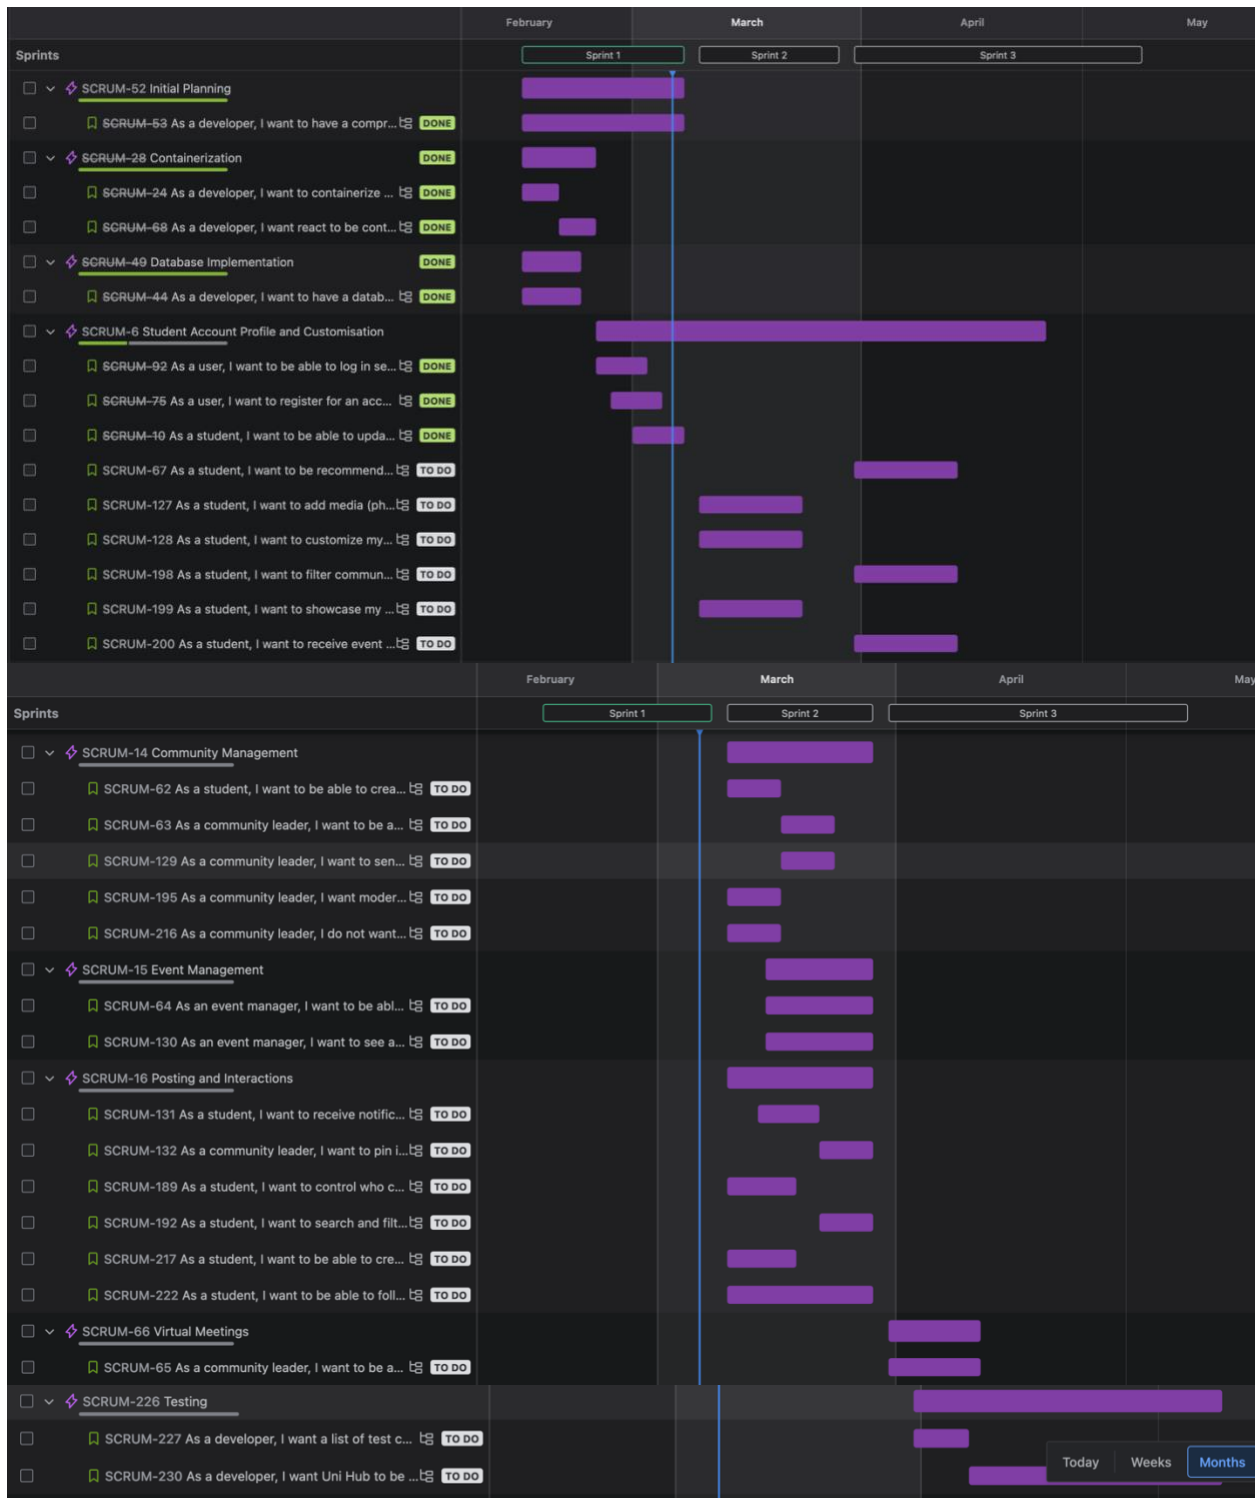 February March April May
Sprints Sprint 1 Sprint 2 Sprint 3
SCRUM-52 Initial Planning
SCRUM-53 As a developer, I want to have a compr... DONE
SCRUM-28 Containerization DONE
SCRUM-24 As a developer, I want to containerize ... DONE
SCRUM-68 As a developer, I want react to be cont... DONE
SCRUM-49 Database Implementation DONE
SCRUM-44 As a developer, I want to have a datab... DONE
SCRUM-6 Student Account Profile and Customisation
SCRUM-92 As a user, I want to be able to log in se... DONE
SCRUM-75 As a user, I want to register for an acc... DONE
SCRUM-10 As a student, I want to be able to upda... DONE
SCRUM-67 As a student, I want to be recommend... TO DO
SCRUM-127 As a student, I want to add media (ph... TO DO
SCRUM-128 As a student, I want to customize my... TO DO
SCRUM-198 As a student, I want to filter commun... TO DO
SCRUM-199 As a student, I want to showcase my ... TO DO
SCRUM-200 As a student, I want to receive event ... TO DO
February March April May
Sprints Sprint 1 Sprint 2 Sprint 3
SCRUM-14 Community Management
SCRUM-62 As a student, I want to be able to crea... TO DO
SCRUM-63 As a community leader, I want to be a... TO DO
SCRUM-129 As a community leader, I want to sen... TO DO
SCRUM-195 As a community leader, I want moder... TO DO
SCRUM-216 As a community leader, I do not want... TO DO
SCRUM-15 Event Management
SCRUM-64 As an event manager, I want to be abl... TO DO
SCRUM-130 As an event manager, I want to see a... TO DO
SCRUM-16 Posting and Interactions
SCRUM-131 As a student, I want to receive notific... TO DO
SCRUM-132 As a community leader, I want to pin i... TO DO
SCRUM-189 As a student, I want to control who c... TO DO
SCRUM-192 As a student, I want to search and filt... TO DO
SCRUM-217 As a student, I want to be able to cre... TO DO
SCRUM-222 As a student, I want to be able to foll... TO DO
SCRUM-66 Virtual Meetings
SCRUM-65 As a community leader, I want to be a... TO DO
SCRUM-226 Testing
SCRUM-227 As a developer, I want a list of test c... TO DO
SCRUM-230 As a developer, I want Uni Hub to be ... TO DO
Today Weeks Months